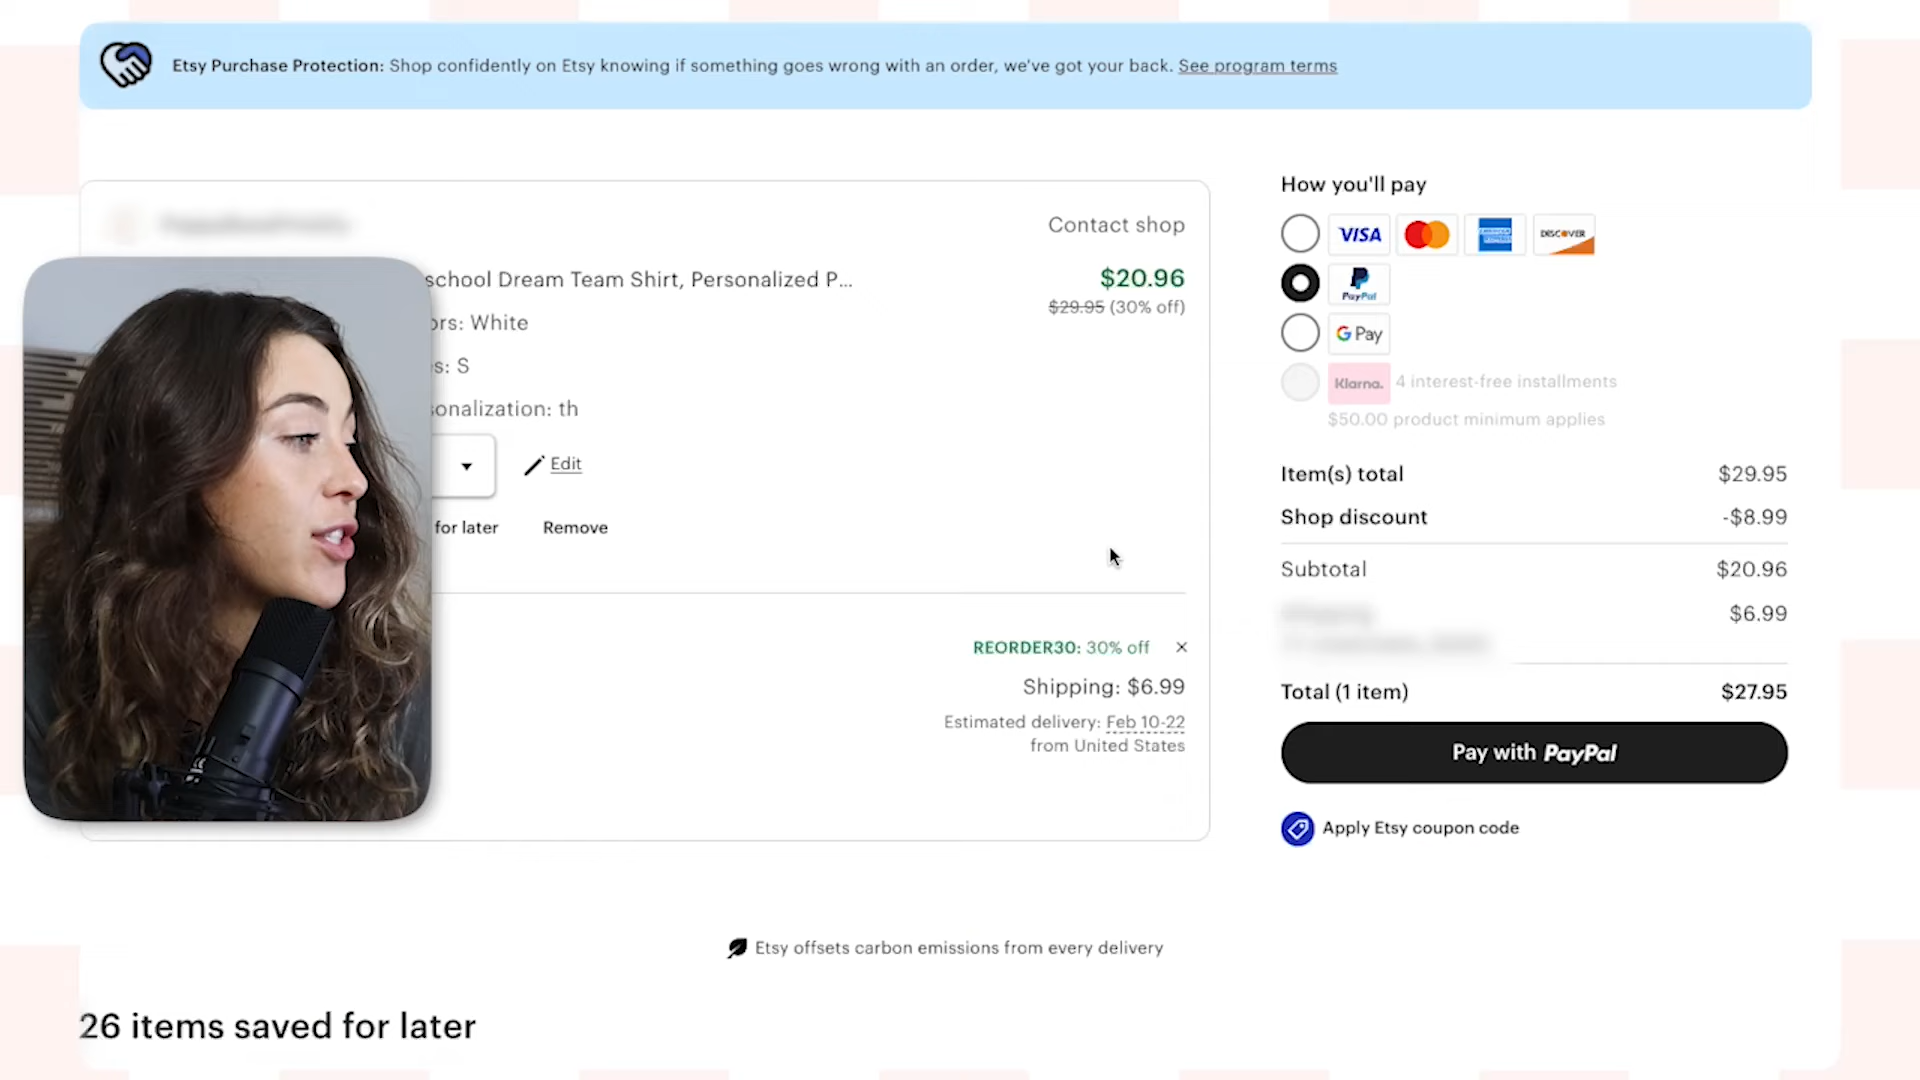 Etsy Purchase Protection: Shop confidently on Etsy knowing if something goes wrong with an order, we've got your back. See program terms
Contact shop
school Dream Team Shirt, Personalized P...
$20.96
$29.95 (30% off)
ors: White
s: S
sonalization: th
Edit
for later
Remove
REORDER30: 30% off
Shipping: $6.99
Estimated delivery: Feb 10-22
from United States
How you'll pay
VISA
AMERICAN EXPRESS
DISCOVER
PayPal
G Pay
Klarna. 4 interest-free installments
$50.00 product minimum applies
Item(s) total $29.95
Shop discount -$8.99
Subtotal $20.96
$6.99
Total (1 item) $27.95
Pay with PayPal
Apply Etsy coupon code
Etsy offsets carbon emissions from every delivery
26 items saved for later